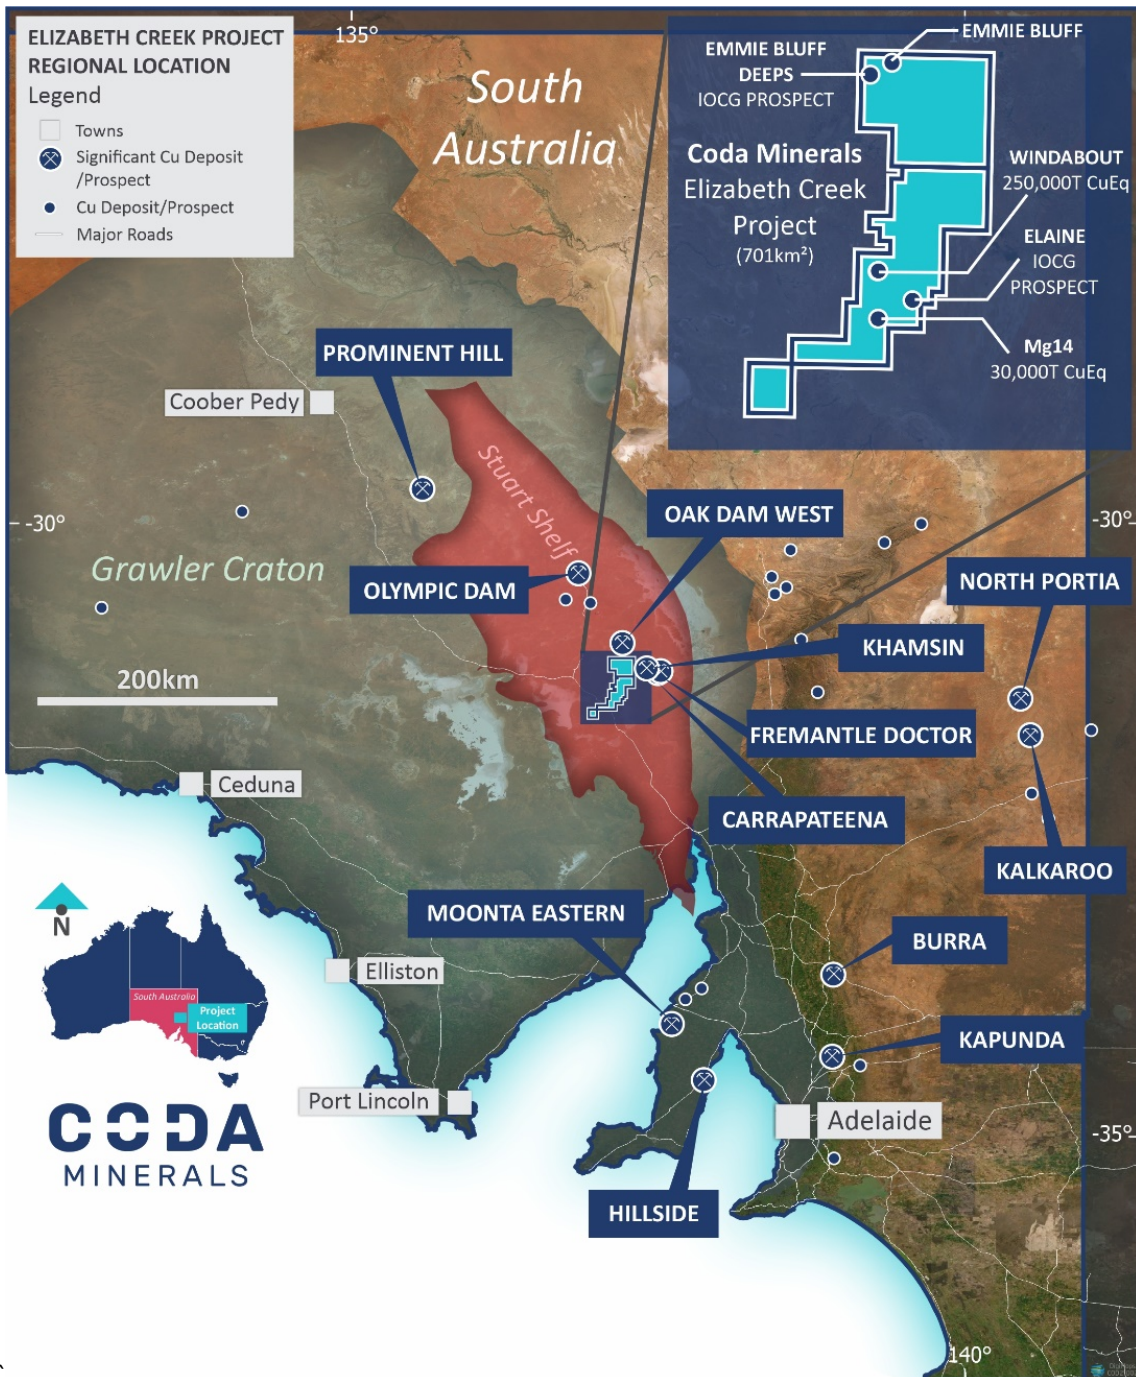 ELIZABETH CREEK PROJECT
REGIONAL LOCATION
Legend
Towns
Significant Cu Deposit
/Prospect
Cu Deposit/Prospect
Major Roads
135°
South
Australia
EMMIE BLUFF
EMMIE BLUFF
DEEPS
IOCG PROSPECT
Coda Minerals
Elizabeth Creek
Project
(701km²)
WINDABOUT
250,000T CuEq
ELAINE
IOCG
PROSPECT
Mg14
30,000T CuEq
PROMINENT HILL
Coober Pedy
Stuart Shelf
-30°
-30°
OAK DAM WEST
Grawler Craton
OLYMPIC DAM
NORTH PORTIA
KHAMSIN
200km
FREMANTLE DOCTOR
Ceduna
CARRAPATEENA
KALKAROO
MOONTA EASTERN
N
BURRA
Elliston
South Australia
Project
Location
KAPUNDA
Port Lincoln
Adelaide
-35°
CODA
MINERALS
HILLSIDE
140°